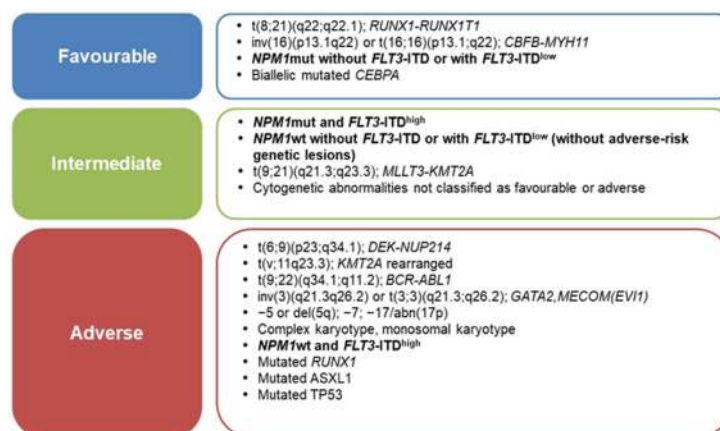 Favourable
• t(8;21)(q22;q22.1); RUNX1-RUNX1T1
• inv(16)(p13.1q22) or t(16;16)(p13.1;q22); CBFB-MYH11
• NPM1mut without FLT3-ITD or with FLT3-ITDlow
• Biallelic mutated CEBPA
Intermediate
• NPM1mut and FLT3-ITDhigh
• NPM1wt without FLT3-ITD or with FLT3-ITDlow (without adverse-risk
genetic lesions)
• t(9;21)(q21.3;q23.3); MLLT3-KMT2A
• Cytogenetic abnormalities not classified as favourable or adverse
Adverse
• t(6;9)(p23;q34.1); DEK-NUP214
• t(v;11q23.3); KMT2A rearranged
• t(9;22)(q34.1;q11.2); BCR-ABL1
• inv(3)(q21.3q26.2) or t(3;3)(q21.3;q26.2); GATA2,MECOM(EVI1)
• −5 or del(5q); −7; −17/abn(17p)
• Complex karyotype, monosomal karyotype
• NPM1wt and FLT3-ITDhigh
• Mutated RUNX1
• Mutated ASXL1
• Mutated TP53